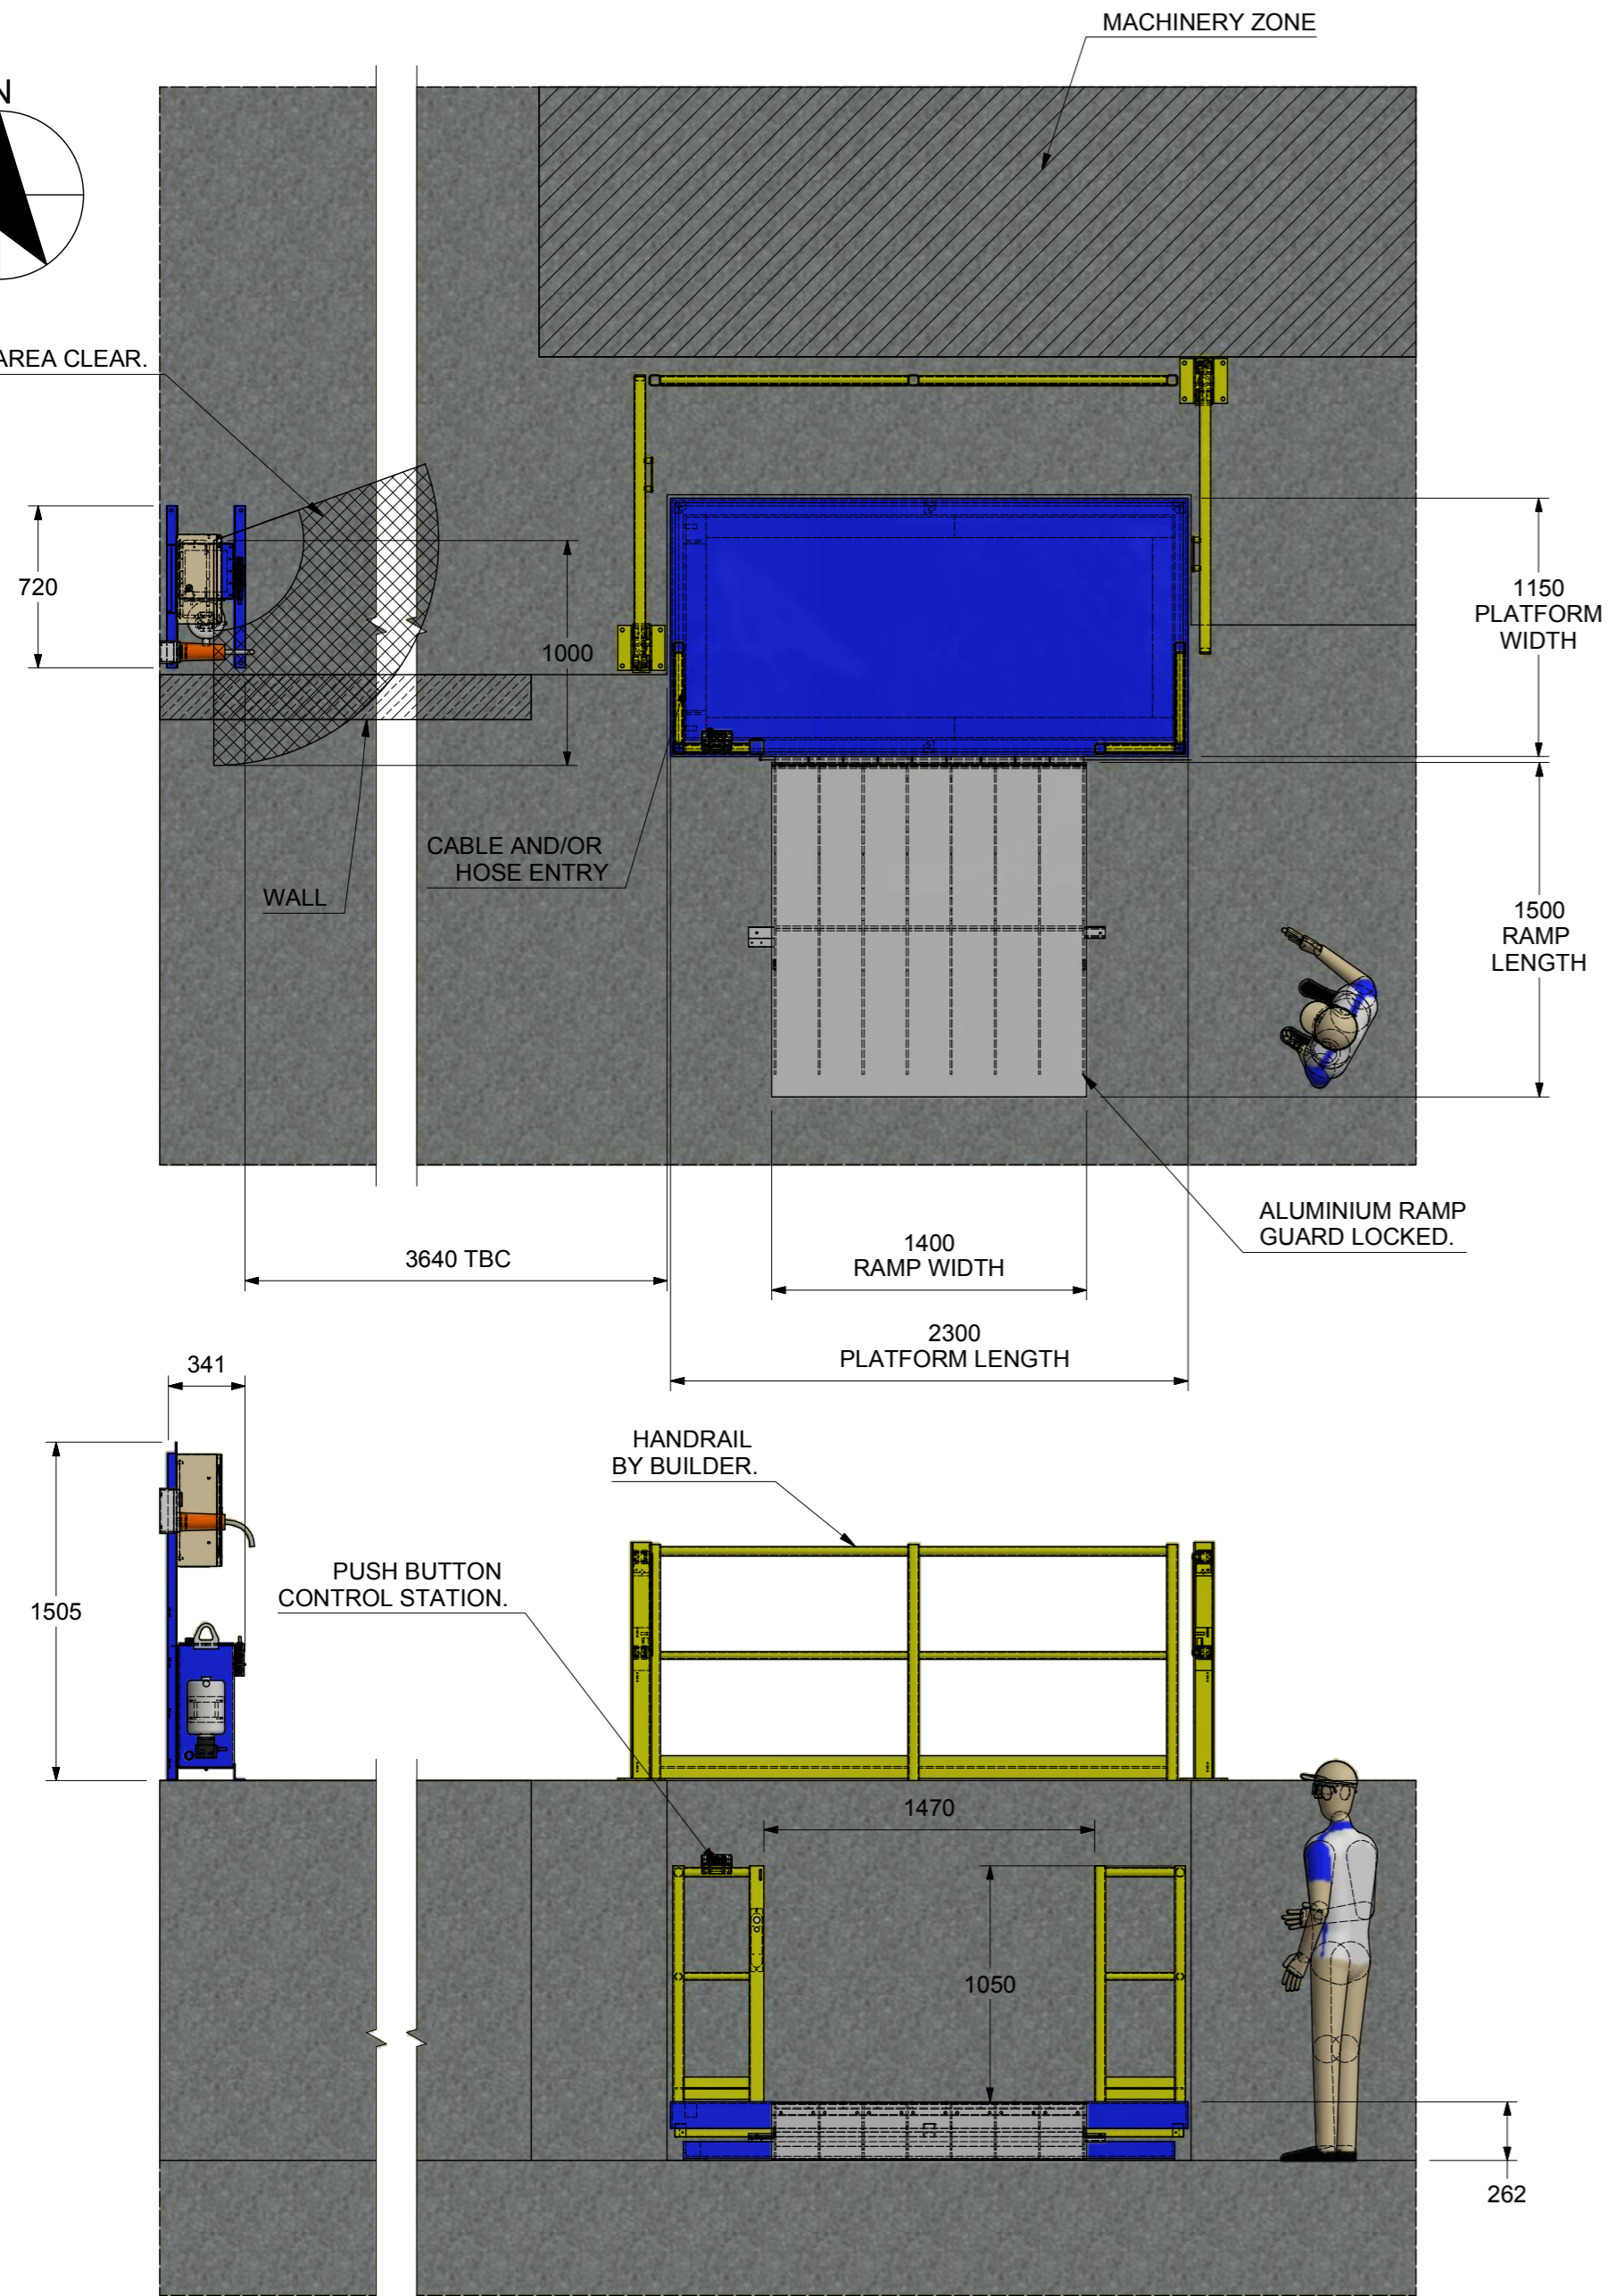 MACHINERY ZONE
N
AREA CLEAR.
720
1000
1150
PLATFORM
WIDTH
CABLE AND/OR
HOSE ENTRY
WALL
1500
RAMP
LENGTH
ALUMINIUM RAMP
GUARD LOCKED.
3640 TBC
1400
RAMP WIDTH
2300
PLATFORM LENGTH
341
HANDRAIL
BY BUILDER.
PUSH BUTTON
CONTROL STATION.
1505
1470
1050
262